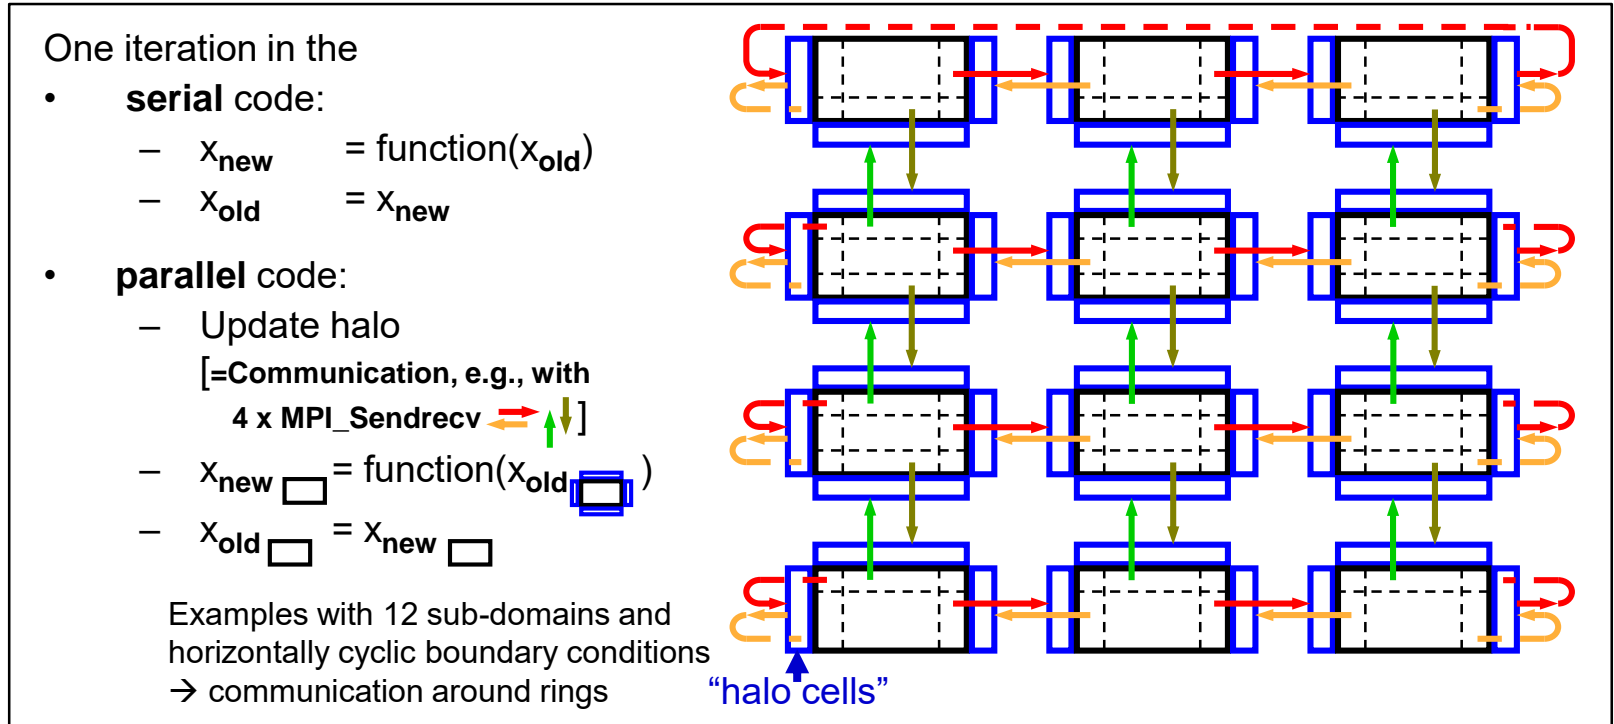 One iteration in the
• serial code:
– xnew = function(xold)
– xold = xnew
• parallel code:
– Update halo
[=Communication, e.g., with
4 x MPI_Sendrecv ]
– xnew = function(xold )
– xold = xnew
Examples with 12 sub-domains and
horizontally cyclic boundary conditions
→ communication around rings
“halo cells”